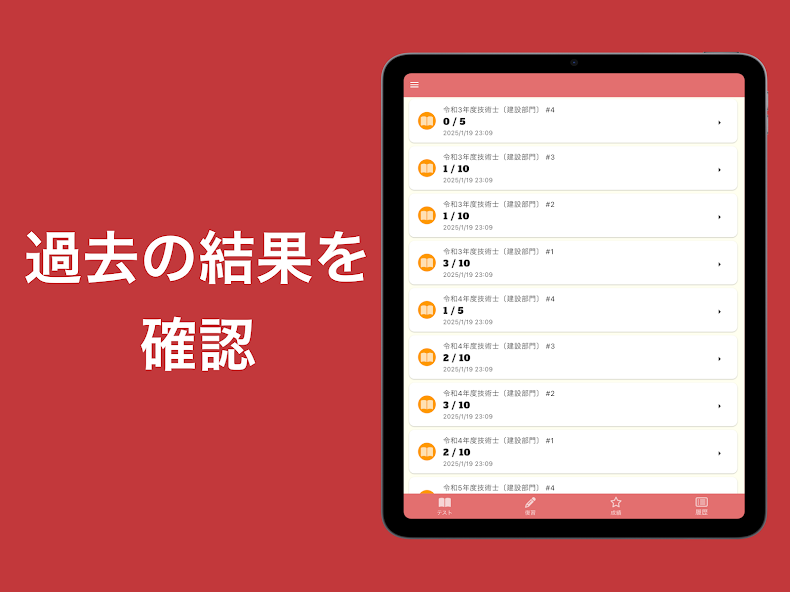 過去の結果を
確認
令和3年度技術士〔建設部門〕 #4
0 / 5
2025/1/19 23:09
令和3年度技術士〔建設部門〕 #3
1 / 10
2025/1/19 23:09
令和3年度技術士〔建設部門〕 #2
1 / 10
2025/1/19 23:09
令和3年度技術士〔建設部門〕 #1
3 / 10
2025/1/19 23:09
令和4年度技術士〔建設部門〕 #4
1 / 5
2025/1/19 23:09
令和4年度技術士〔建設部門〕 #3
2 / 10
2025/1/19 23:09
令和4年度技術士〔建設部門〕 #2
3 / 10
2025/1/19 23:09
令和4年度技術士〔建設部門〕 #1
2 / 10
2025/1/19 23:09
令和5年度技術士〔建設部門〕 #4
テスト 復習 成績 履歴